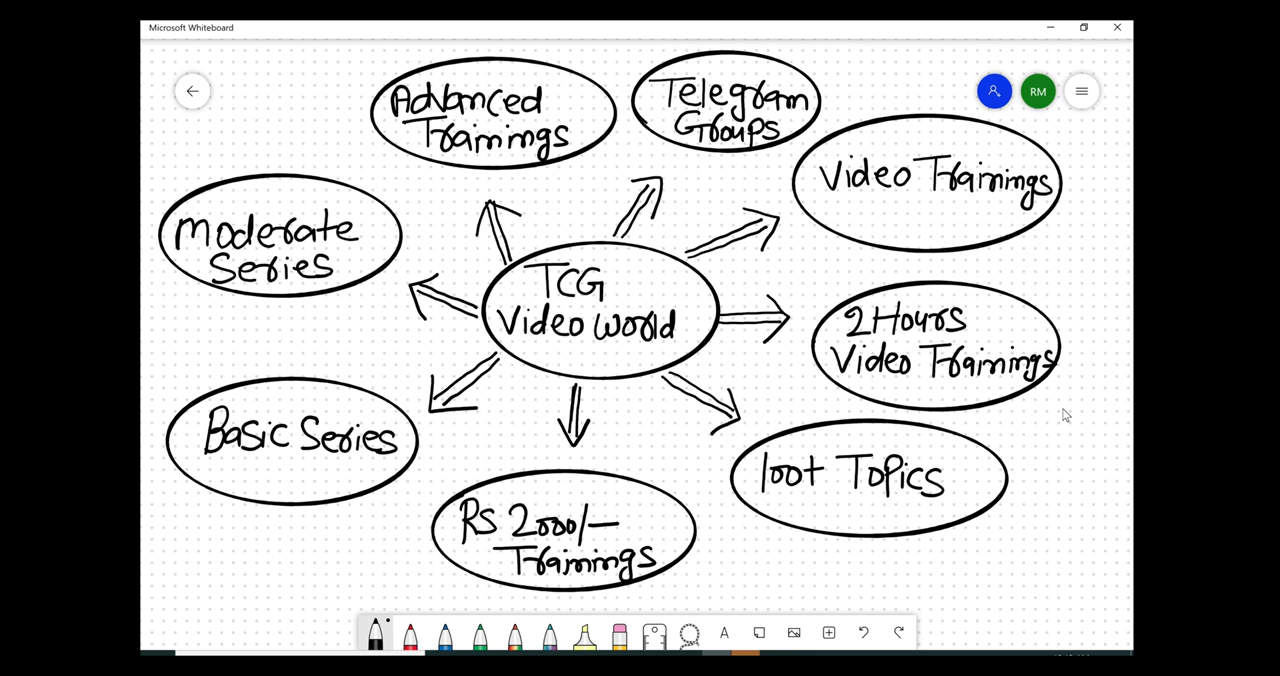 Microsoft Whiteboard
RM
Advanced
Trainings
Telegram
Groups
Video Trainings
Moderate
Series
TCG
Video World
2 Hours
Video Trainings
Basic Series
100+ Topics
RS 2000/-
Trainings
A